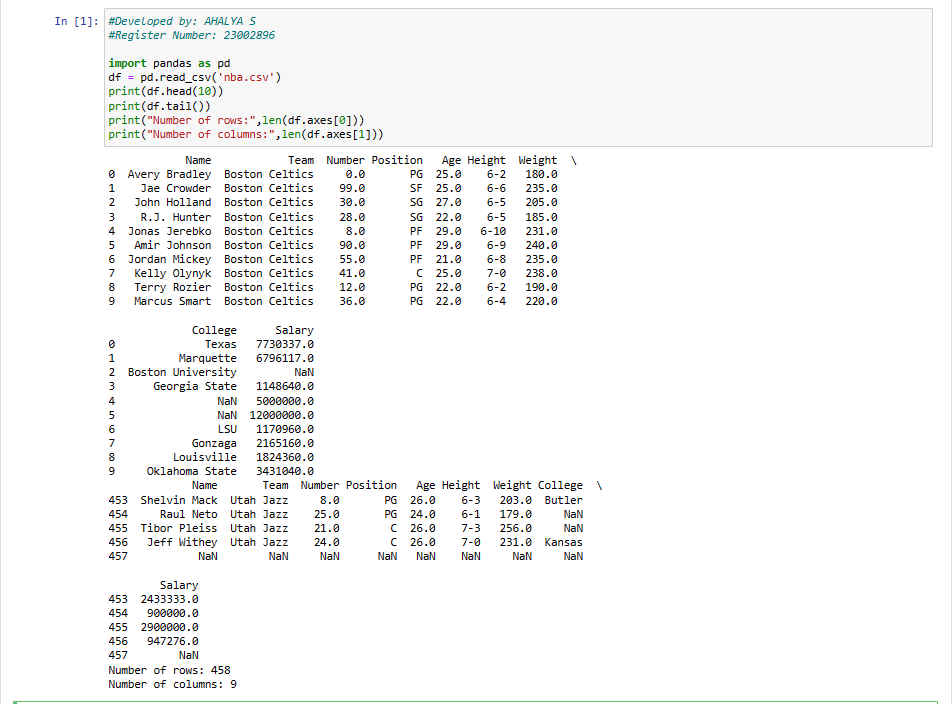 In [1]: #Developed by: AHALYA S
#Register Number: 23002896
import pandas as pd
df = pd.read_csv('nba.csv')
print(df.head(10))
print(df.tail())
print("Number of rows:",len(df.axes[0]))
print("Number of columns:",len(df.axes[1]))
Name Team Number Position Age Height Weight \
0 Avery Bradley Boston Celtics 0.0 PG 25.0 6-2 180.0
1 Jae Crowder Boston Celtics 99.0 SF 25.0 6-6 235.0
2 John Holland Boston Celtics 30.0 SG 27.0 6-5 205.0
3 R.J. Hunter Boston Celtics 28.0 SG 22.0 6-5 185.0
4 Jonas Jerebko Boston Celtics 8.0 PF 29.0 6-10 231.0
5 Amir Johnson Boston Celtics 90.0 PF 29.0 6-9 240.0
6 Jordan Mickey Boston Celtics 55.0 PF 21.0 6-8 235.0
7 Kelly Olynyk Boston Celtics 41.0 C 25.0 7-0 238.0
8 Terry Rozier Boston Celtics 12.0 PG 22.0 6-2 190.0
9 Marcus Smart Boston Celtics 36.0 PG 22.0 6-4 220.0
College Salary
0 Texas 7730337.0
1 Marquette 6796117.0
2 Boston University NaN
3 Georgia State 1148640.0
4 NaN 5000000.0
5 NaN 12000000.0
6 LSU 1170960.0
7 Gonzaga 2165160.0
8 Louisville 1824360.0
9 Oklahoma State 3431040.0
Name Team Number Position Age Height Weight College \
453 Shelvin Mack Utah Jazz 8.0 PG 26.0 6-3 203.0 Butler
454 Raul Neto Utah Jazz 25.0 PG 24.0 6-1 179.0 NaN
455 Tibor Pleiss Utah Jazz 21.0 C 26.0 7-3 256.0 NaN
456 Jeff Withey Utah Jazz 24.0 C 26.0 7-0 231.0 Kansas
457 NaN NaN NaN NaN NaN NaN NaN NaN
Salary
453 2433333.0
454 900000.0
455 2900000.0
456 947276.0
457 NaN
Number of rows: 458
Number of columns: 9